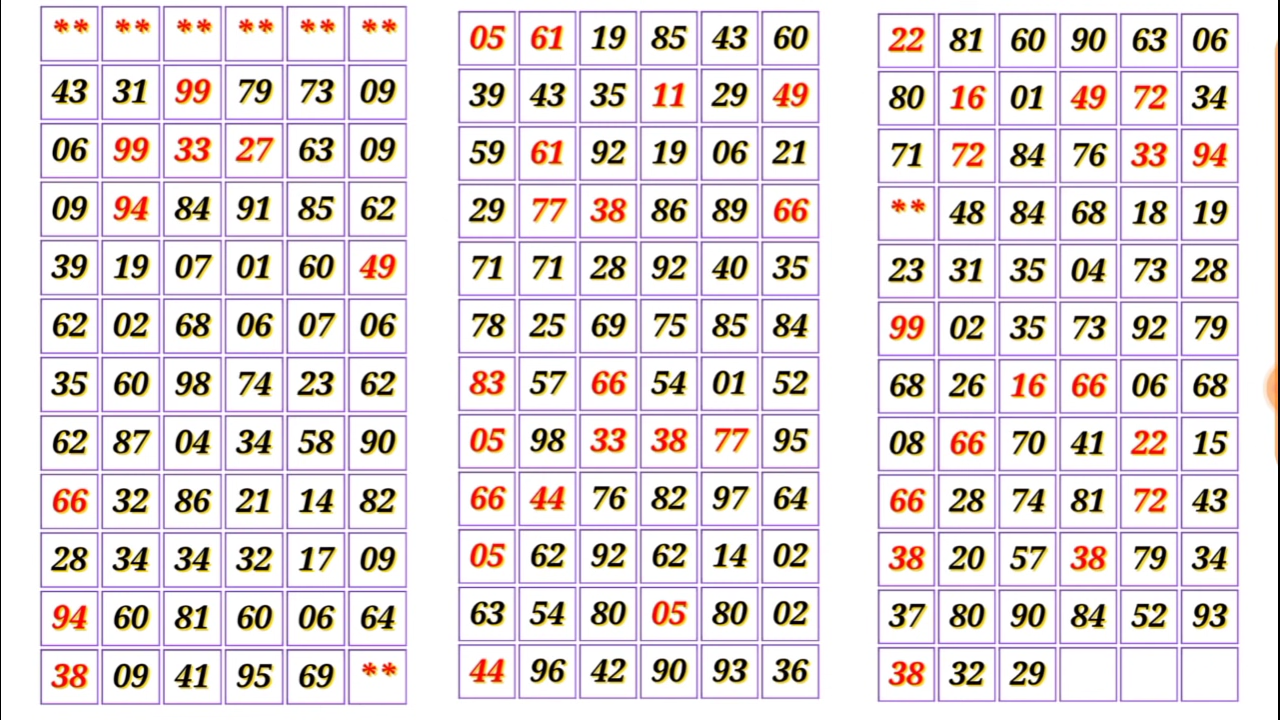 ** ** ** ** ** **
43 31 99 79 73 09
06 99 33 27 63 09
09 94 84 91 85 62
39 19 07 01 60 49
62 02 68 06 07 06
35 60 98 74 23 62
62 87 04 34 58 90
66 32 86 21 14 82
28 34 34 32 17 09
94 60 81 60 06 64
38 09 41 95 69 **
05 61 19 85 43 60
39 43 35 11 29 49
59 61 92 19 06 21
29 77 38 86 89 66
71 71 28 92 40 35
78 25 69 75 85 84
83 57 66 54 01 52
05 98 33 38 77 95
66 44 76 82 97 64
05 62 92 62 14 02
63 54 80 05 80 02
44 96 42 90 93 36
22 81 60 90 63 06
80 16 01 49 72 34
71 72 84 76 33 94
** 48 84 68 18 19
23 31 35 04 73 28
99 02 35 73 92 79
68 26 16 66 06 68
08 66 70 41 22 15
66 28 74 81 72 43
38 20 57 38 79 34
37 80 90 84 52 93
38 32 29